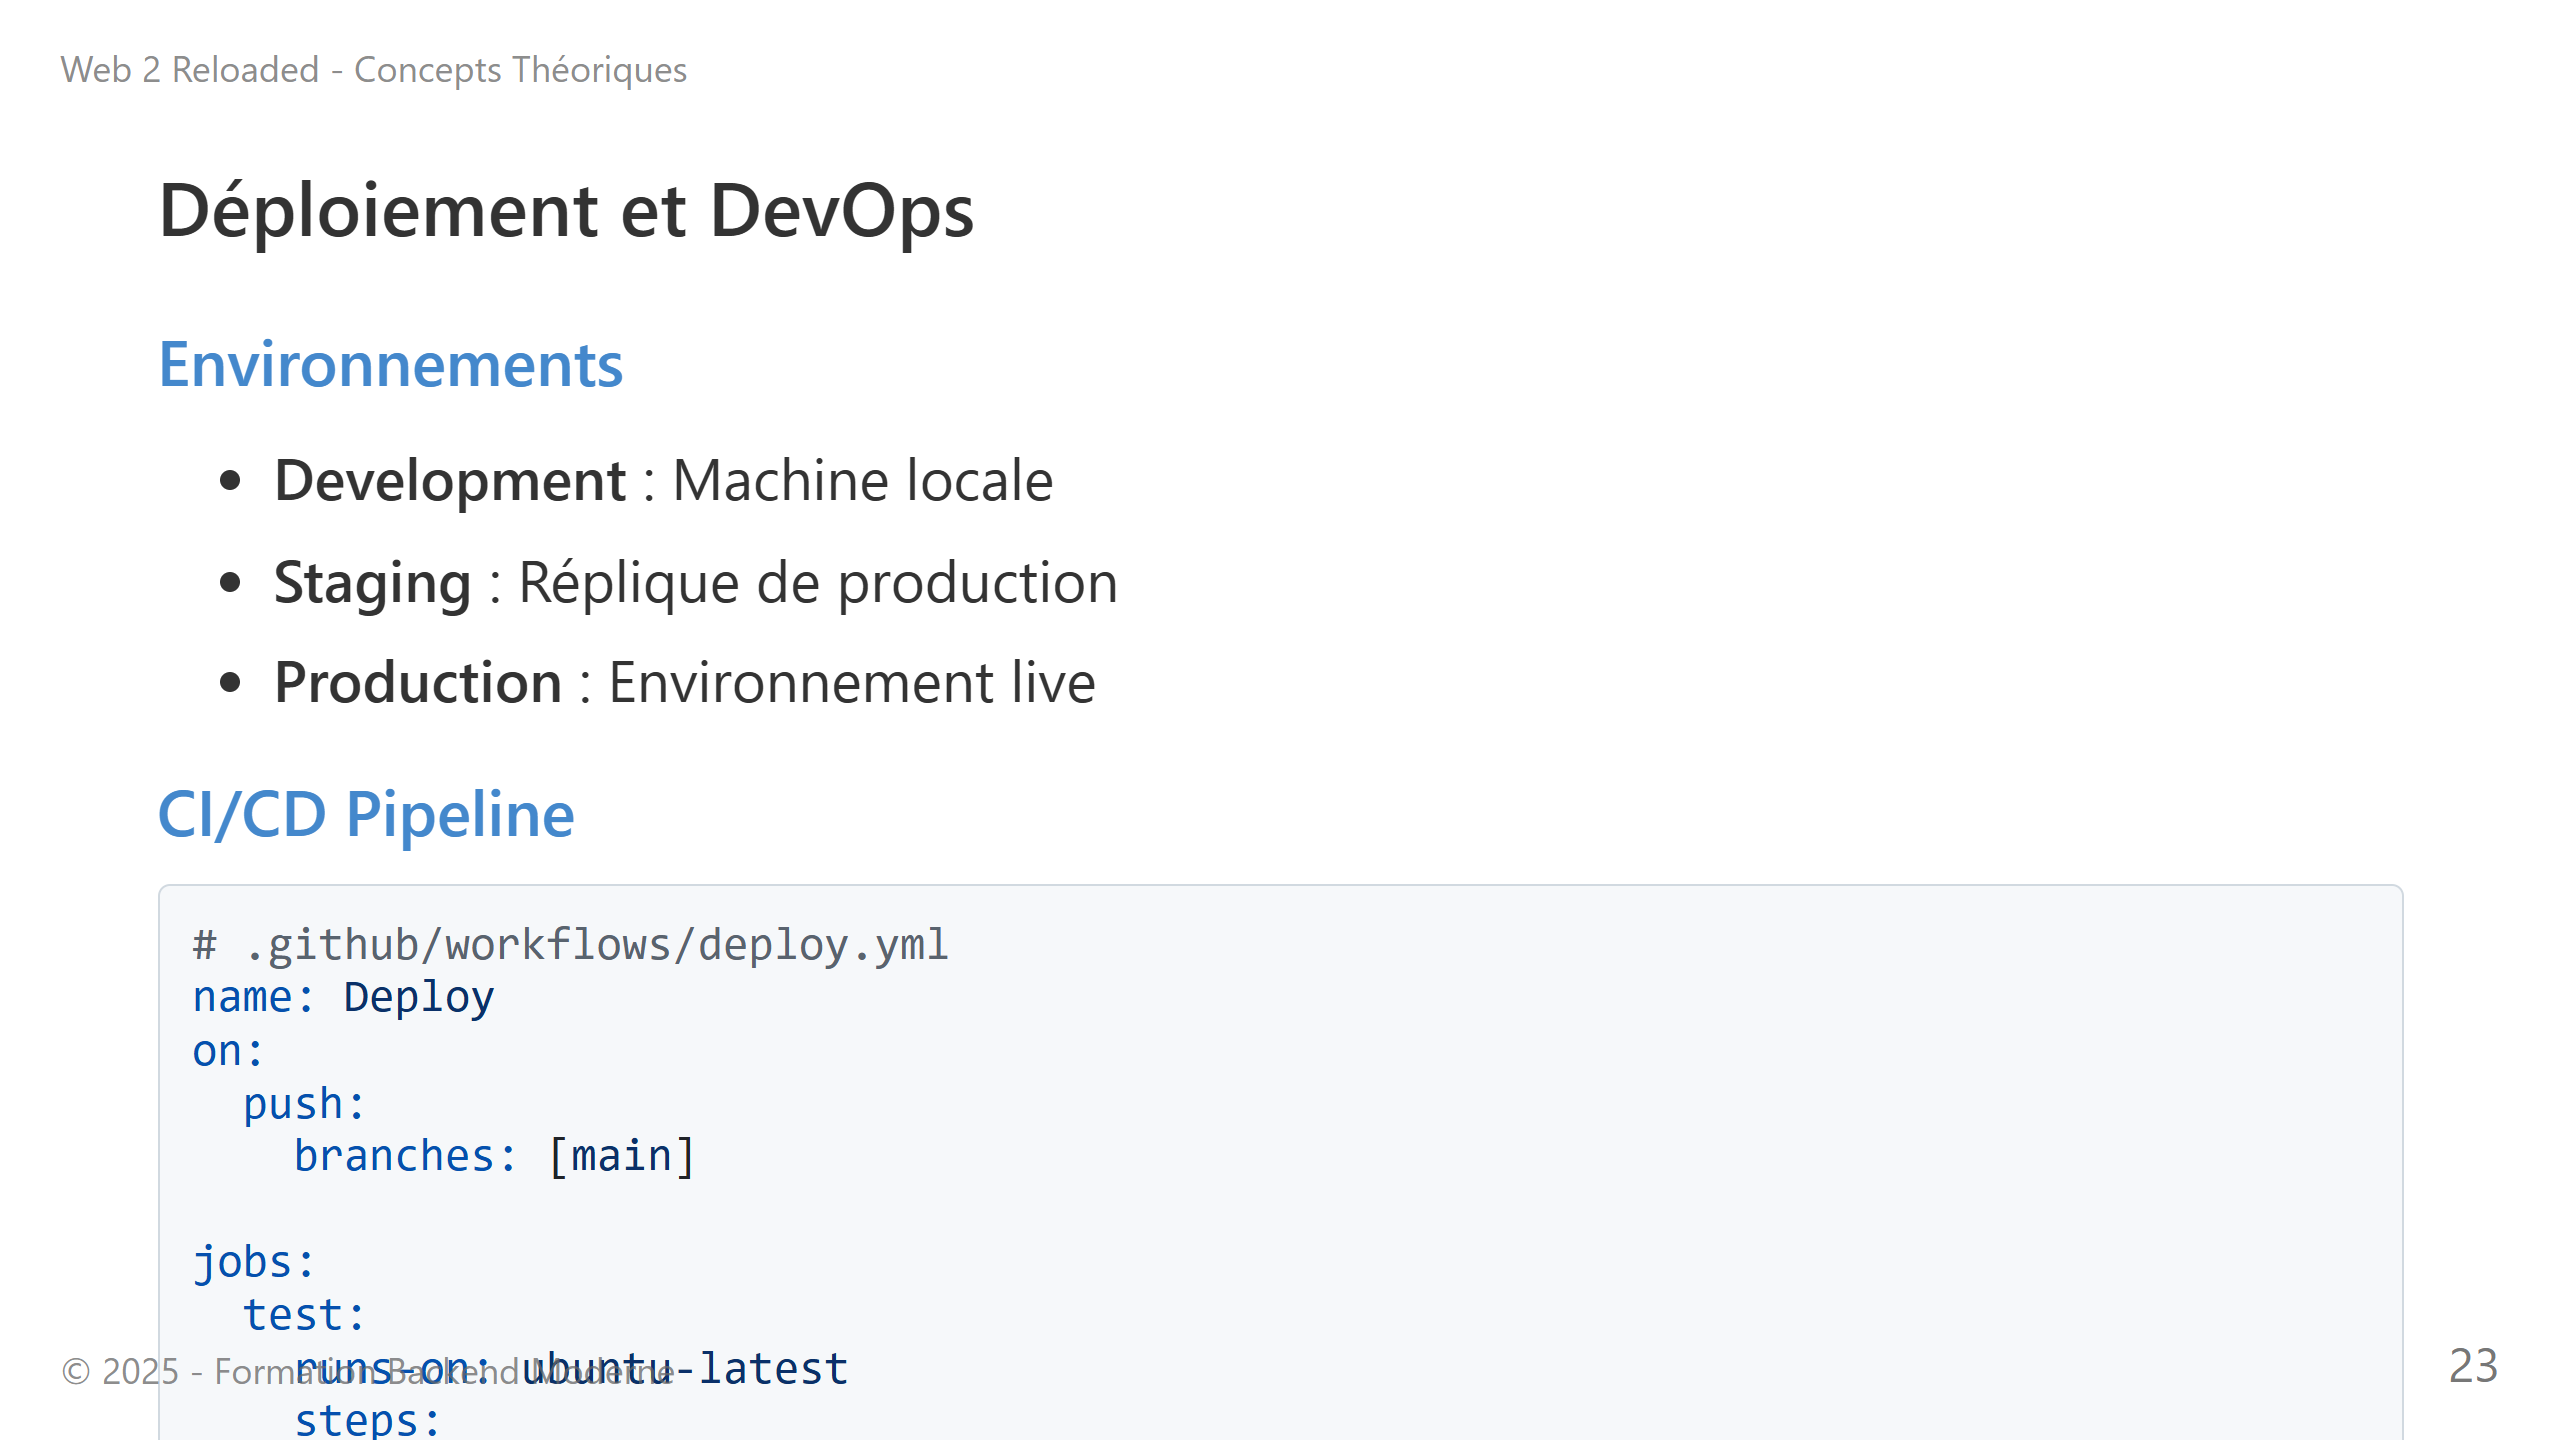 Web 2 Reloaded - Concepts Théoriques
Déploiement et DevOps
Environnements
• Development : Machine locale
• Staging : Réplique de production
• Production : Environnement live
CI/CD Pipeline
# .github/workflows/deploy.yml
name: Deploy
on:
  push:
    branches: [main]
jobs:
  test:
    runs-on: ubuntu-latest
    steps:
© 2025 - Formation Backend Moderne
23